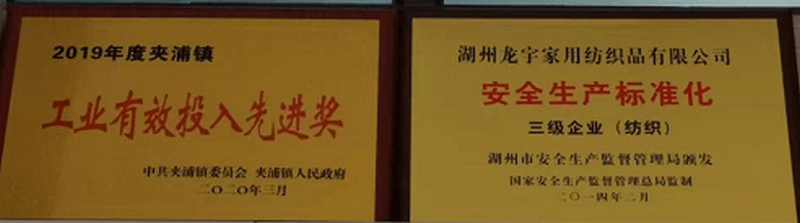 2019年度夹浦镇
工业有效投入先进奖
中共夹浦镇委员会 夹浦镇人民政府
二〇二〇年三月
湖州龙宇家用纺织品有限公司
安全生产标准化
三级企业（纺织）
湖州市安全生产监督管理局颁发
国家安全生产监督管理总局监制
二〇一四年二月